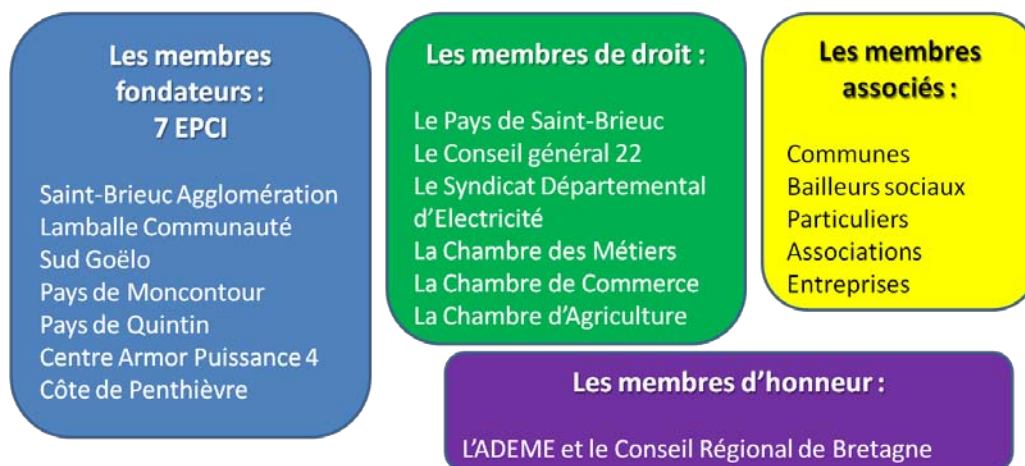 Les membres
fondateurs :
7 EPCI
Saint-Brieuc Agglomération
Lamballe Communauté
Sud Goëlo
Pays de Moncontour
Pays de Quintin
Centre Armor Puissance 4
Côte de Penthièvre
Les membres de droit :
Le Pays de Saint-Brieuc
Le Conseil général 22
Le Syndicat Départemental
d’Electricité
La Chambre des Métiers
La Chambre de Commerce
La Chambre d’Agriculture
Les membres
associés :
Communes
Bailleurs sociaux
Particuliers
Associations
Entreprises
Les membres d’honneur :
L’ADEME et le Conseil Régional de Bretagne